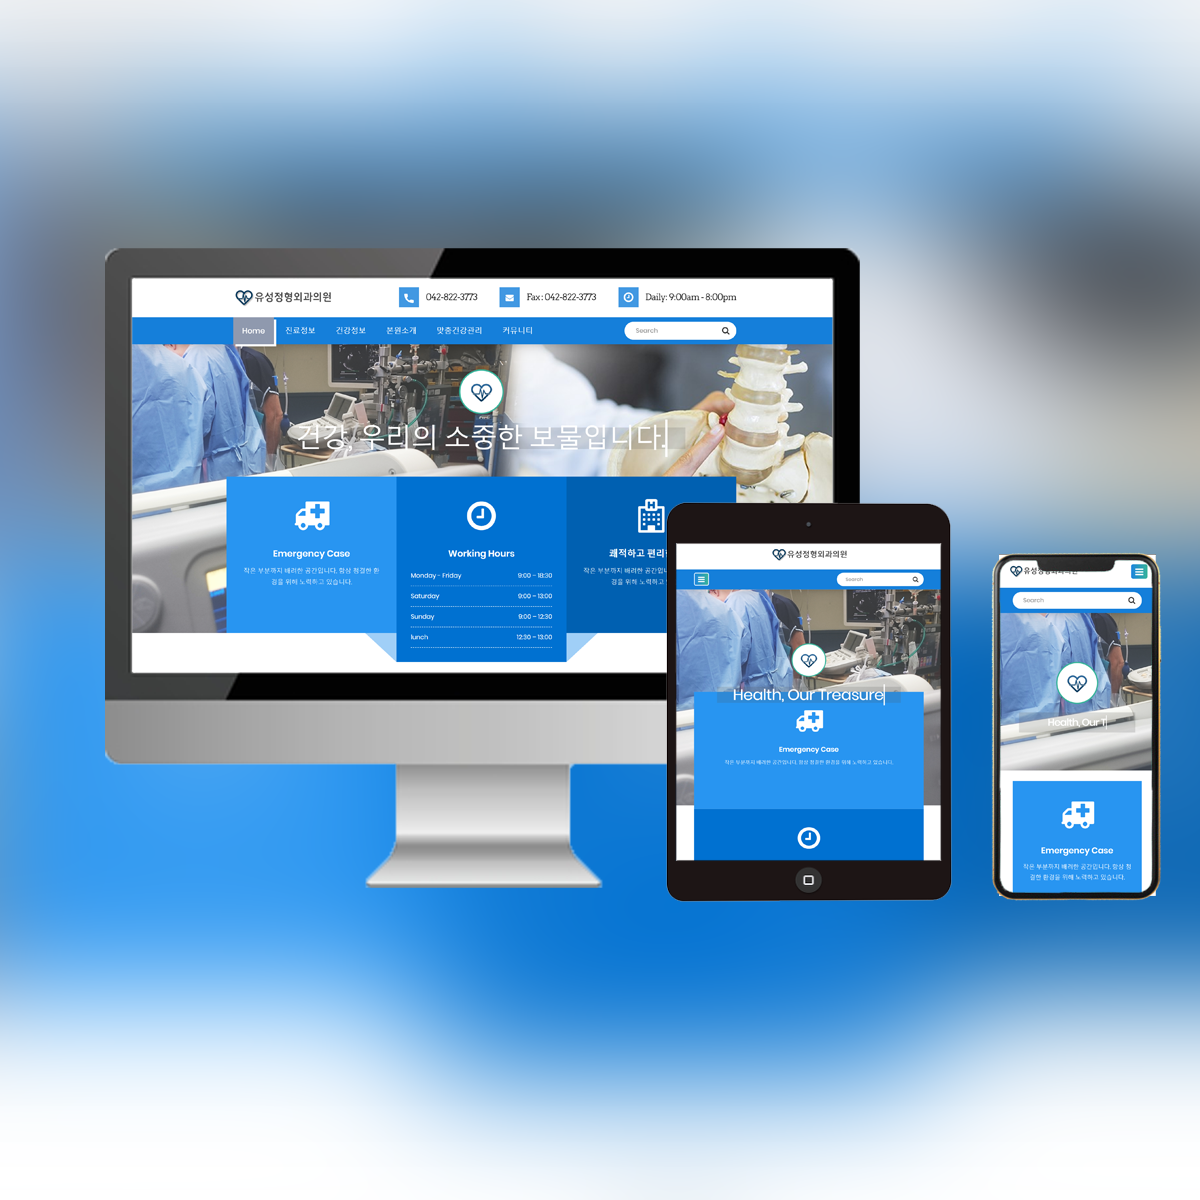 유성정형외과의원
042-822-3773
Fax: 042-822-3773
Daily: 9:00am - 8:00pm
Home
진료정보
건강정보
본원소개
맞춤건강관리
커뮤니티
Search
건강, 우리의 소중한 보물입니다.
Emergency Case
작은 부분까지 배려한 공간입니다. 항상 청결한 환
경을 위해 노력하고 있습니다.
Working Hours
Monday - Friday 9:00 – 18:30
Saturday 9:00 – 13:00
Sunday 9:00 – 12:30
lunch 12:30 – 13:00
쾌적하고 편리한
작은 부분까지 배려한 공간입니다.
경을 위해 노
유성정형외과의원
Search
Health, Our Treasure
Emergency Case
작은 부분까지 배려한 공간입니다. 항상 청결한 환경을 위해 노력하고 있습니다.
유성정형외과의원
Search
Health, Our T
Emergency Case
작은 부분까지 배려한 공간입니다. 항상 청
결한 환경을 위해 노력하고 있습니다.